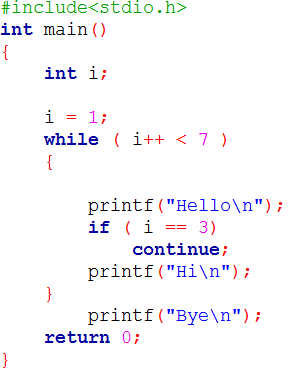 #include<stdio.h>
int main()
{
    int i;

    i = 1;
    while ( i++ < 7 )
    {

        printf("Hello\n");
        if ( i == 3)
            continue;
        printf("Hi\n");
    }
        printf("Bye\n");
    return 0;
}